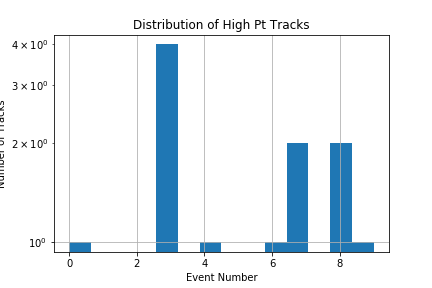 Distribution of High Pt Tracks
4 × 10⁰
3 × 10⁰
2 × 10⁰
10⁰
Number of Tracks
0 2 4 6 8
Event Number